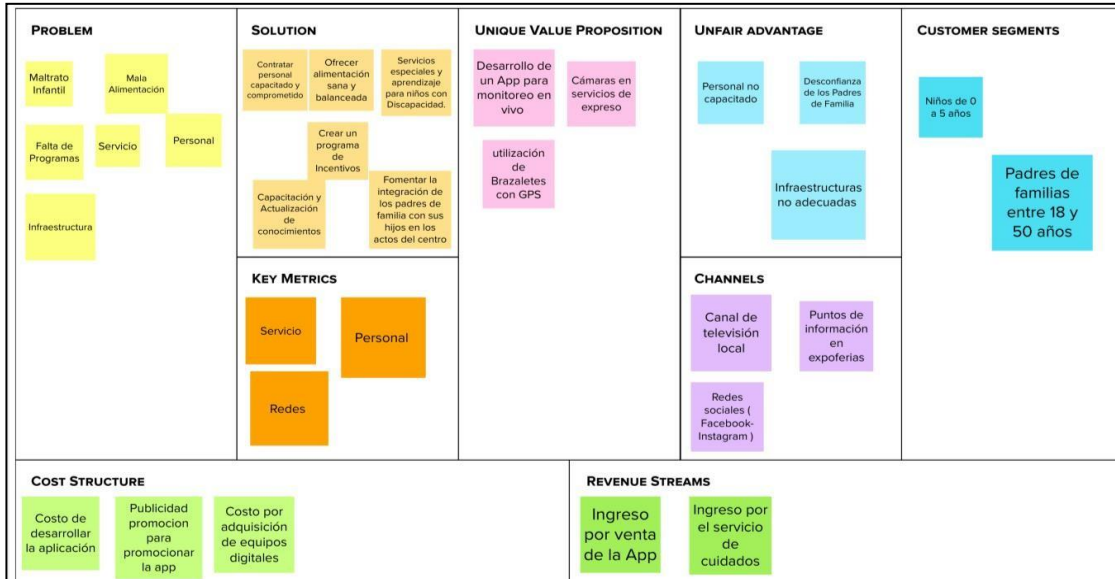 PROBLEM
Maltrato
Infantil
Mala
Alimentación
Falta de
Programas
Servicio
Personal
Infraestructura
SOLUTION
Contratar
personal
capacitado y
comprometido
Ofrecer
alimentación
sana y
balanceada
Servicios
especiales y
aprendizaje
para niños con
Discapacidad.
Crear un
programa de
Incentivos
Capacitación y
Actualización
de
conocimientos
Fomentar la
integración de
los padres de
familia con sus
hijos en los
actos del centro
KEY METRICS
Servicio
Personal
Redes
UNIQUE VALUE PROPOSITION
Desarrollo de
un App para
monitoreo en
vivo
Cámaras en
servicios de
expreso
utilización
de
Brazaletes
con GPS
UNFAIR ADVANTAGE
Personal no
capacitado
Desconfianza
de los Padres
de Familia
Infraestructuras
no adecuadas
CHANNELS
Canal de
televisión
local
Puntos de
información
en
expoferias
Redes
sociales (
Facebook-
Instagram )
CUSTOMER SEGMENTS
Niños de 0
a 5 años
Padres de
familias
entre 18 y
50 años
COST STRUCTURE
Costo de
desarrollar
la aplicación
Publicidad
promocion
para
promocionar
la app
Costo por
adquisición
de equipos
digitales
REVENUE STREAMS
Ingreso
por venta
de la App
Ingreso por
el servicio
de
cuidados